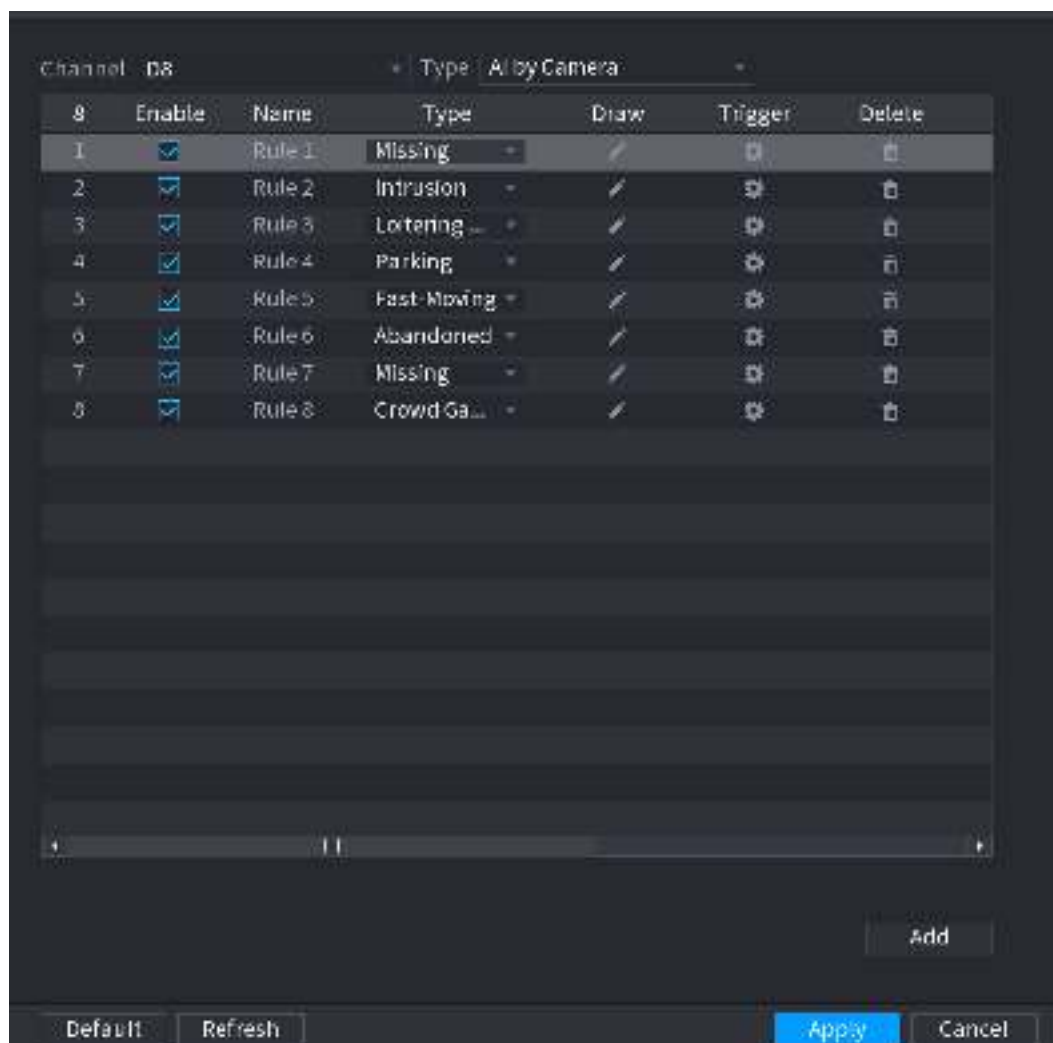 Channel D8 Type AI by Camera
8 Enable Name Type Draw Trigger Delete
1 Rule 1 Missing
2 Rule 2 Intrusion
3 Rule 3 Loitering ...
4 Rule 4 Parking
5 Rule 5 Fast-Moving
6 Rule 6 Abandoned
7 Rule 7 Missing
8 Rule 8 Crowd Ga...
Add
Default Refresh Apply Cancel